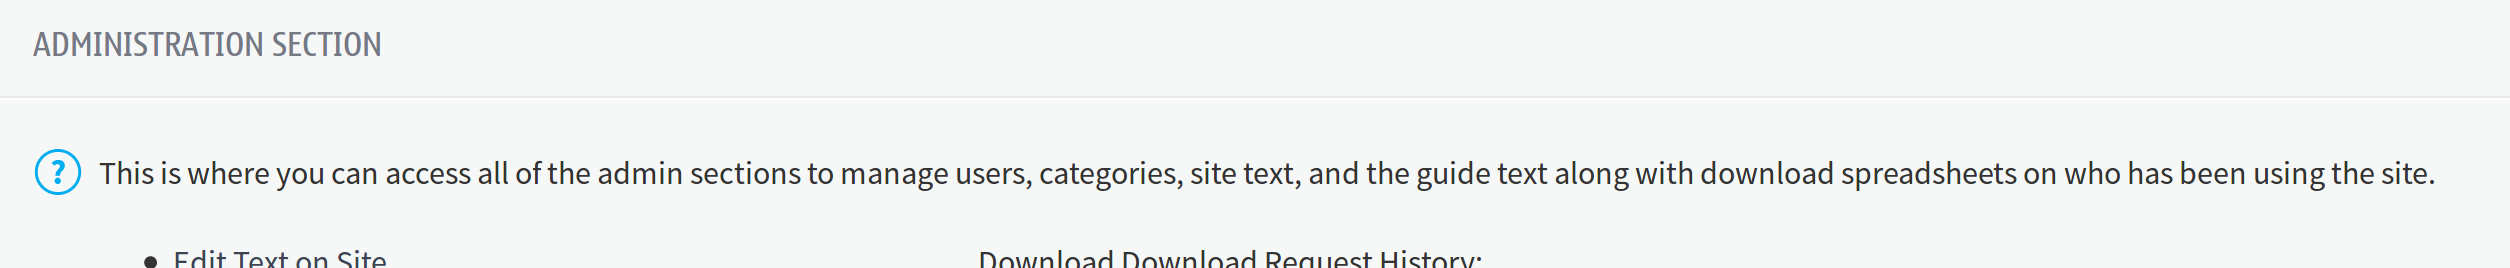 ADMINISTRATION SECTION
? This is where you can access all of the admin sections to manage users, categories, site text, and the guide text along with download spreadsheets on who has been using the site.
• Edit Text on Site
Download Download Request History: